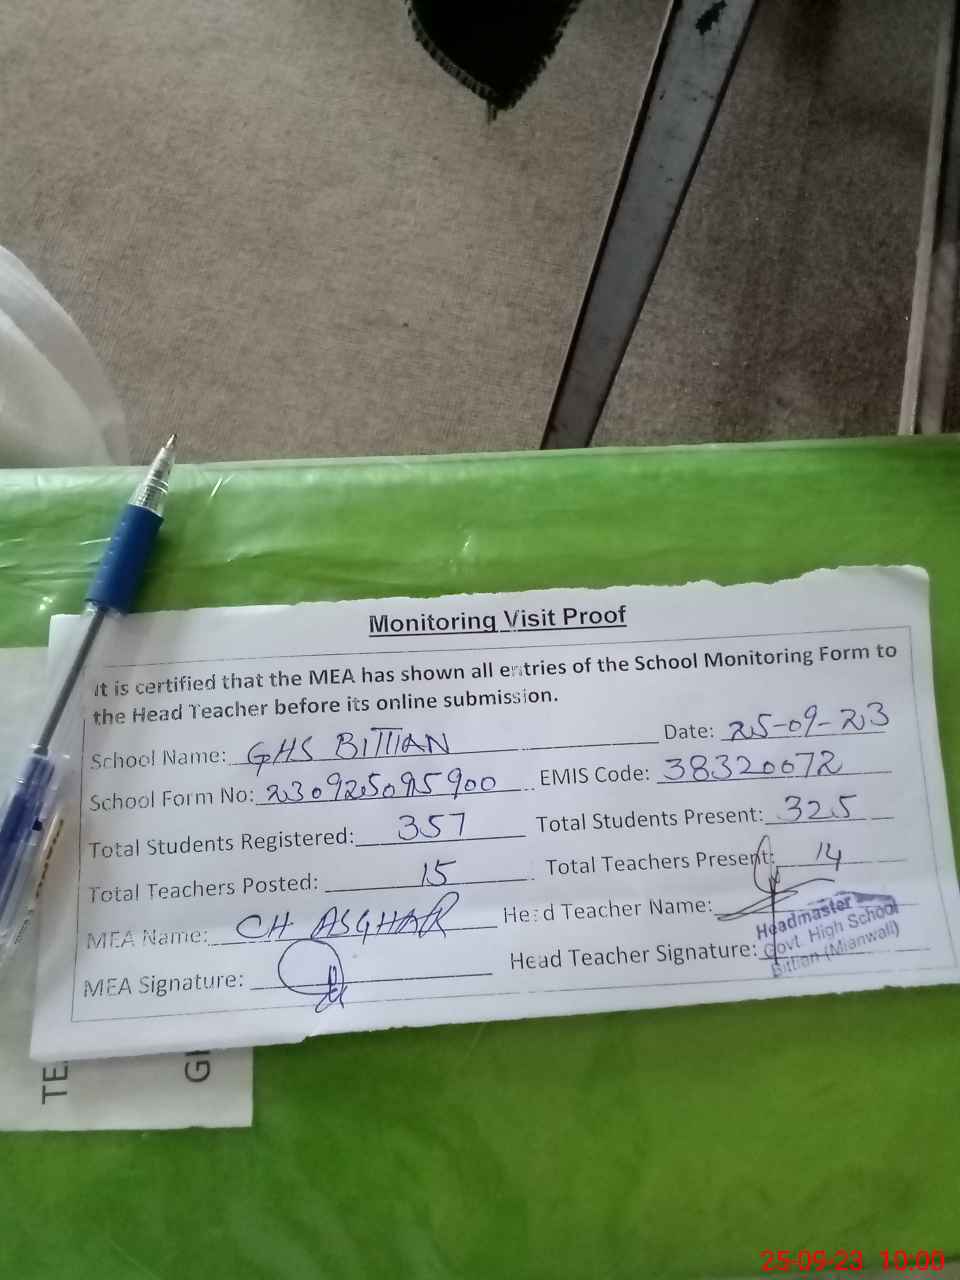 Monitoring Visit Proof
It is certified that the MEA has shown all entries of the School Monitoring Form to
the Head Teacher before its online submission.
School Name: GHS BITTIAN Date: 25-09-23
School Form No: 230925095900 EMIS Code: 38320072
Total Students Registered: 357 Total Students Present: 325
Total Teachers Posted: 15 Total Teachers Present: 14
MEA Name: CH ASGHAR Head Teacher Name:
MEA Signature: Head Teacher Signature:
Headmaster
Govt. High School
Bittian (Mianwali)
TE
G
25-09-23 10:00